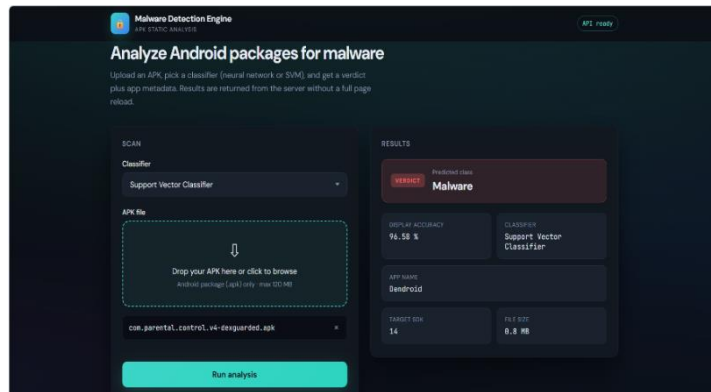 Malware Detection Engine
APK STATIC ANALYSIS
API ready
Analyze Android packages for malware
Upload an APK, pick a classifier (neural network or SVM), and get a verdict
plus app metadata. Results are returned from the server without a full page
reload.
SCAN
Classifier
Support Vector Classifier
APK file
Drop your APK here or click to browse
Android package (.apk) only · max 120 MB
com.parental.control.v4-dexguarded.apk
×
Run analysis
RESULTS
VERDICT
Predicted class
Malware
DISPLAY ACCURACY
96.58 %
CLASSIFIER
Support Vector
Classifier
APP NAME
Dendroid
TARGET SDK
14
FILE SIZE
0.8 MB